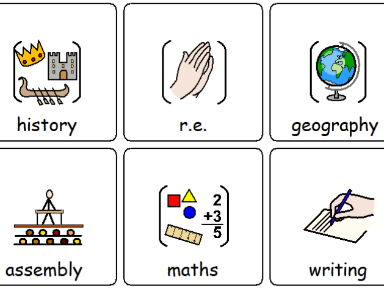 history
r.e.
geography
2
+3
5
assembly
maths
writing